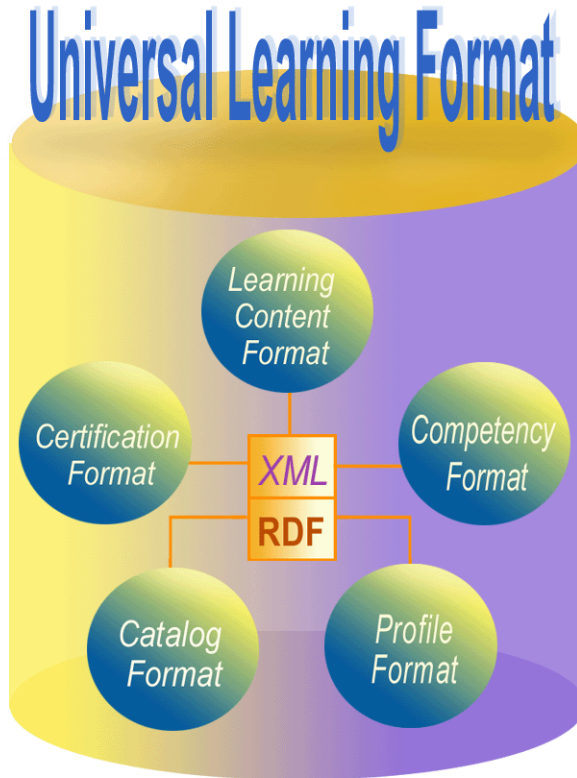 Universal Learning Format
Learning
Content
Format
Certification
Format
Competency
Format
XML
RDF
Catalog
Format
Profile
Format